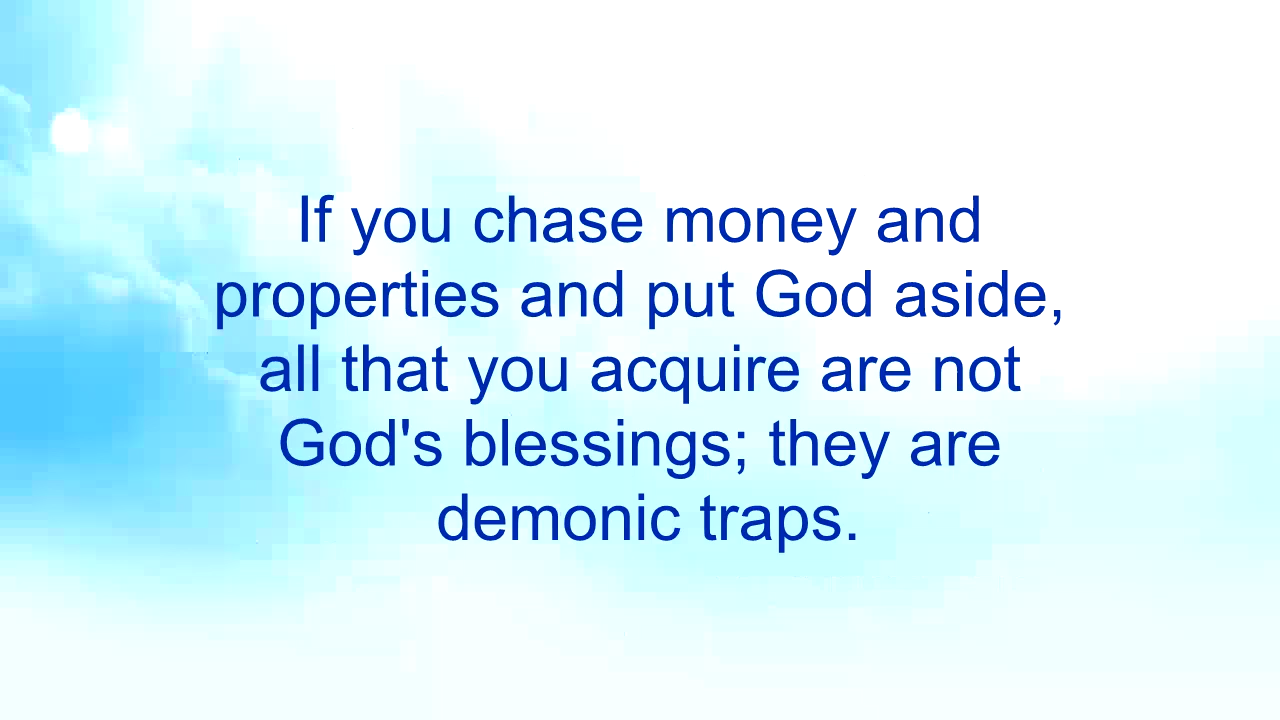 If you chase money and
properties and put God aside,
all that you acquire are not
God's blessings; they are
demonic traps.